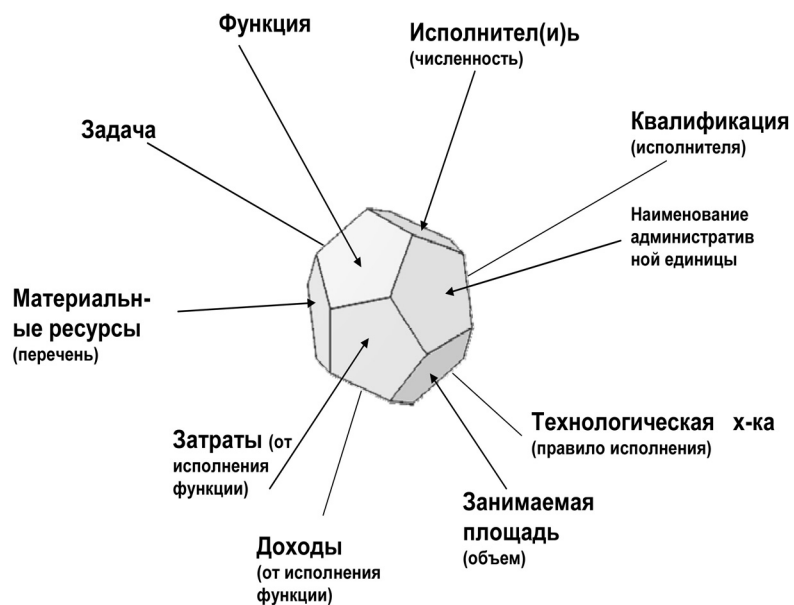 Функция
Исполнител(и)ь
(численность)
Задача
Квалификация
(исполнителя)
Наименование
административ
ной единицы
Материальн-
ые ресурсы
(перечень)
Технологическая х-ка
(правило исполнения)
Затраты (от
исполнения
функции)
Занимаемая
площадь
(объем)
Доходы
(от исполнения
функции)